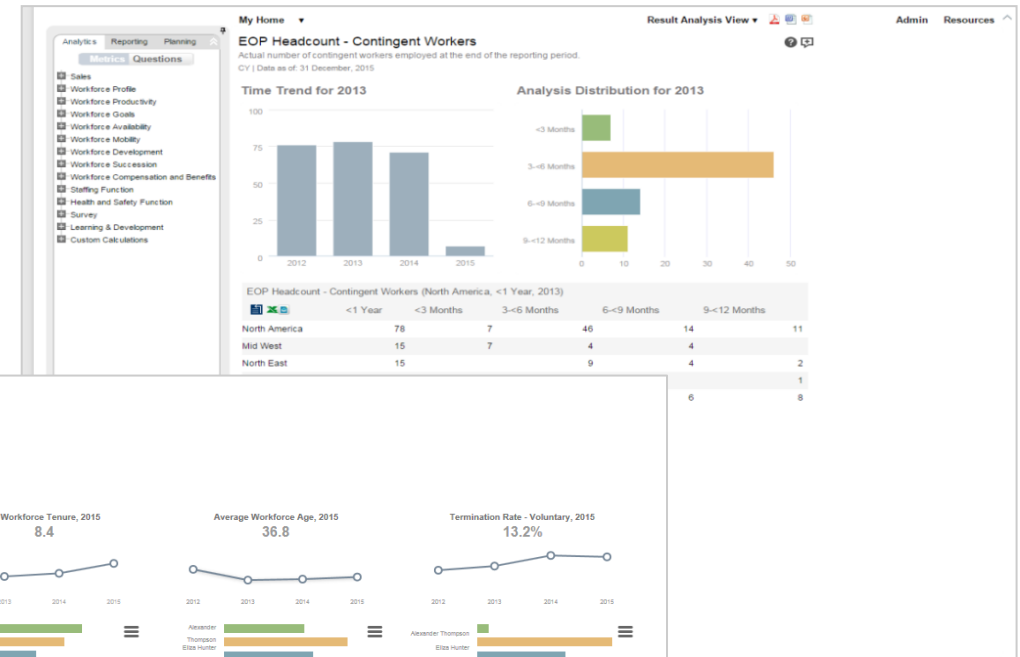 My Home ▼ Result Analysis View ▼ Admin Resources
Analytics Reporting Planning
Metrics Questions
Sales
Workforce Profile
Workforce Productivity
Workforce Goals
Workforce Availability
Workforce Mobility
Workforce Development
Workforce Succession
Workforce Compensation and Benefits
Staffing Function
Health and Safety Function
Survey
Learning & Development
Custom Calculations
EOP Headcount - Contingent Workers
Actual number of contingent workers employed at the end of the reporting period.
CY | Data as of: 31 December, 2015
Time Trend for 2013
100
75
50
25
0
2012 2013 2014 2015
Analysis Distribution for 2013
<3 Months
3-<6 Months
6-<9 Months
9-<12 Months
0 10 20 30 40 50
EOP Headcount - Contingent Workers (North America, <1 Year, 2013)
<1 Year <3 Months 3-<6 Months 6-<9 Months 9-<12 Months
North America 78 7 46 14 11
Mid West 15 7 4 4
North East 15 9 4 2
1
6 8
Workforce Tenure, 2015
8.4
2013 2014 2015
Average Workforce Age, 2015
36.8
2012 2013 2014 2015
Alexander
Thompson
Eliza Hunter
Termination Rate - Voluntary, 2015
13.2%
2012 2013 2014 2015
Alexander Thompson
Eliza Hunter